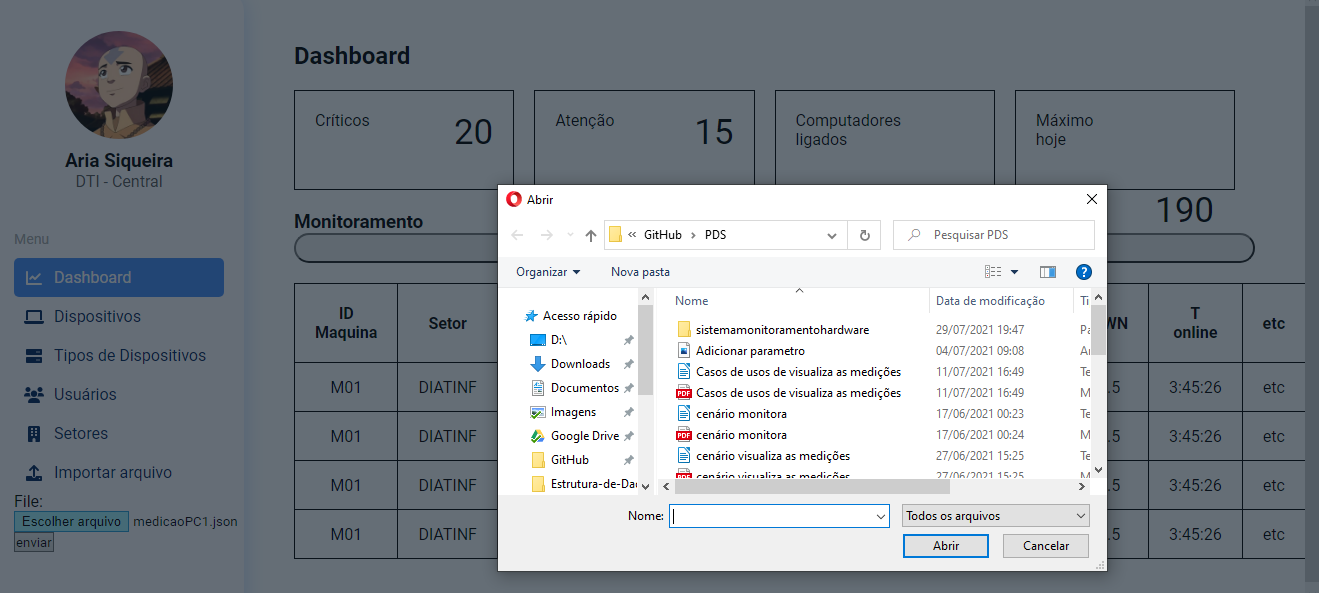 Aria Siqueira
DTI - Central
Menu
Dashboard
Dispositivos
Tipos de Dispositivos
Usuários
Setores
Importar arquivo
File:
Escolher arquivo medicaoPC1.json
enviar
Dashboard
Críticos
20
Atenção
15
Computadores
ligados
Máximo
hoje
190
Monitoramento
ID
Maquina
Setor
WN
T
online
etc
M01 DIATINF .5 3:45:26 etc
M01 DIATINF .5 3:45:26 etc
M01 DIATINF .5 3:45:26 etc
M01 DIATINF .5 3:45:26 etc
Abrir
« GitHub › PDS
Pesquisar PDS
Organizar Nova pasta
?
Acesso rápido
D:\
Downloads
Documentos
Imagens
Google Drive
GitHub
Estrutura-de-Dad
Nome Data de modificação Ti
sistemamonitoramentohardware 29/07/2021 19:47 Pa
Adicionar parametro 04/07/2021 09:08 Ar
Casos de usos de visualiza as medições 11/07/2021 16:49 Te
PDF Casos de usos de visualiza as medições 11/07/2021 16:49 M
cenário monitora 17/06/2021 00:23 Te
PDF cenário monitora 17/06/2021 00:24 M
cenário visualiza as medições 27/06/2021 15:25 Te
PDF cenário visualiza as medições 27/06/2021 15:25 M
Nome:
Todos os arquivos
Abrir
Cancelar